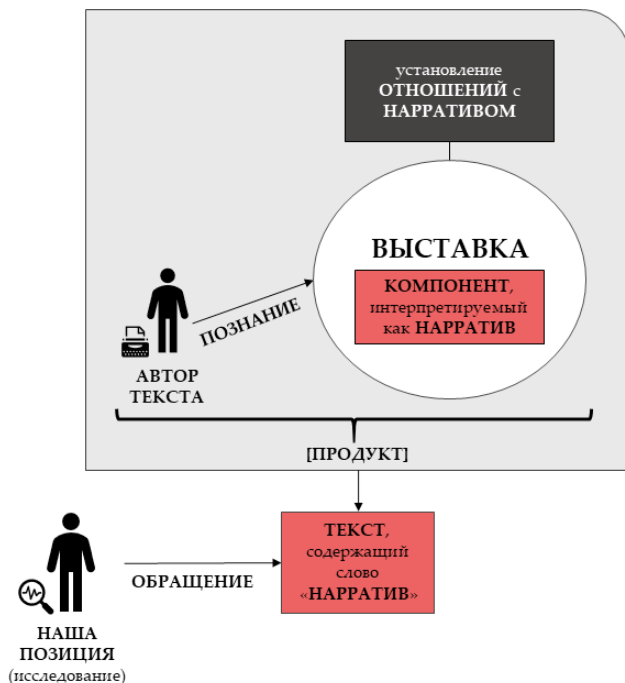 установление
ОТНОШЕНИЙ с
НАРРАТИВОМ
ВЫСТАВКА
КОМПОНЕНТ,
интерпретируемый
как НАРРАТИВ
ПОЗНАНИЕ
АВТОР
ТЕКСТА
[ПРОДУКТ]
ТЕКСТ,
содержащий
слово
«НАРРАТИВ»
ОБРАЩЕНИЕ
НАША
ПОЗИЦИЯ
(исследование)